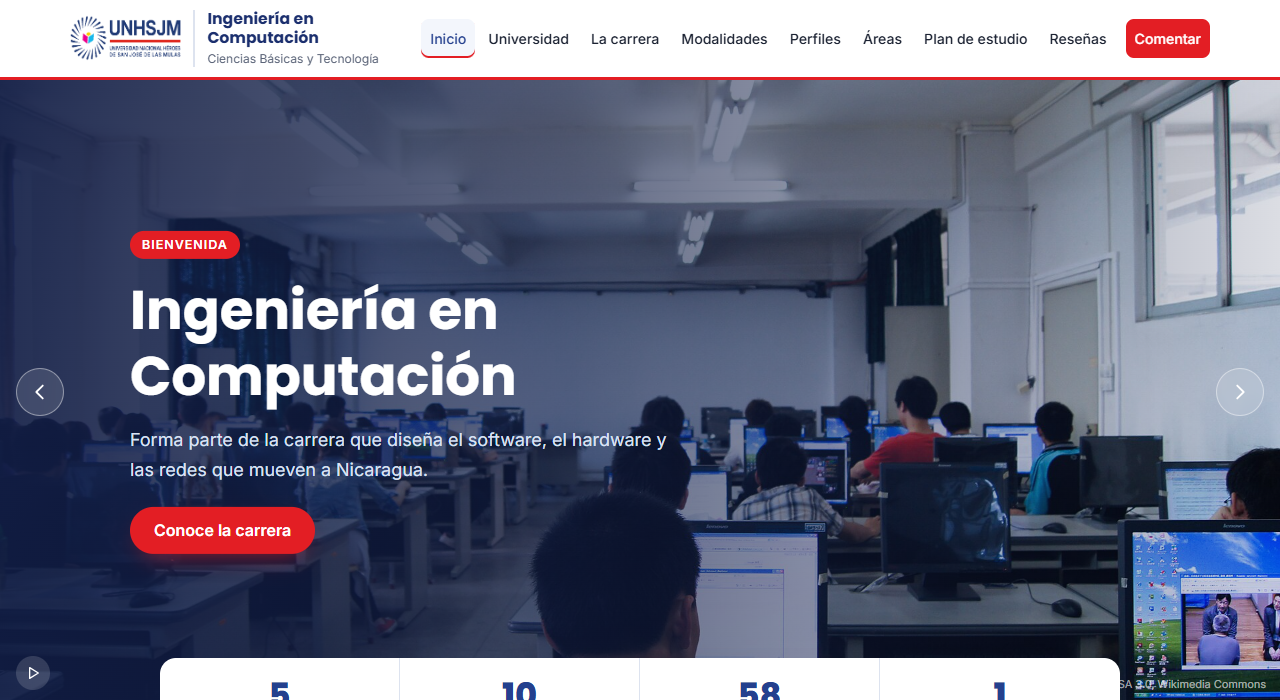 UNHSJM
UNIVERSIDAD NACIONAL HÉROES
DE SAN JOSÉ DE LAS MULAS
Ingeniería en
Computación
Ciencias Básicas y Tecnología
Inicio
Universidad
La carrera
Modalidades
Perfiles
Áreas
Plan de estudio
Reseñas
Comentar
BIENVENIDA
Ingeniería en
Computación
Forma parte de la carrera que diseña el software, el hardware y
las redes que mueven a Nicaragua.
Conoce la carrera
5
10
58
1
SA 3.0, Wikimedia Commons